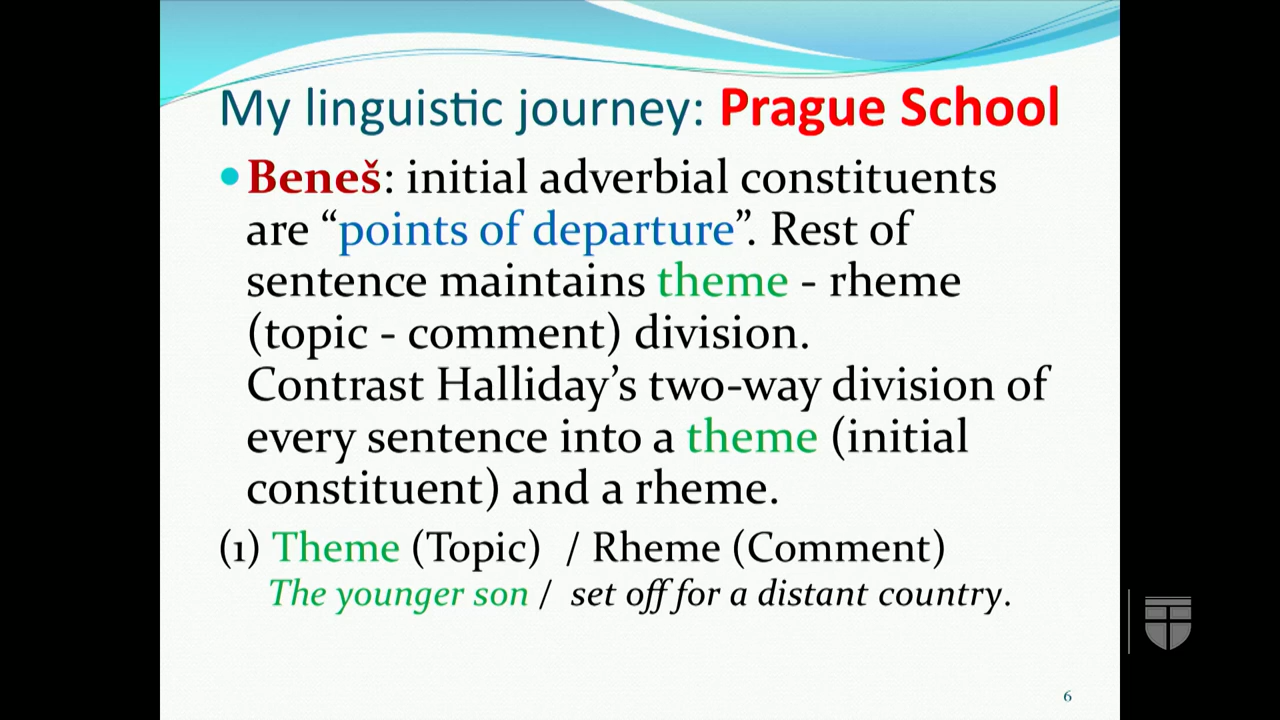 My linguistic journey: Prague School
Beneš: initial adverbial constituents
are “points of departure”. Rest of
sentence maintains theme - rheme
(topic - comment) division.
Contrast Halliday’s two-way division of
every sentence into a theme (initial
constituent) and a rheme.
(1) Theme (Topic) / Rheme (Comment)
The younger son / set off for a distant country.
6